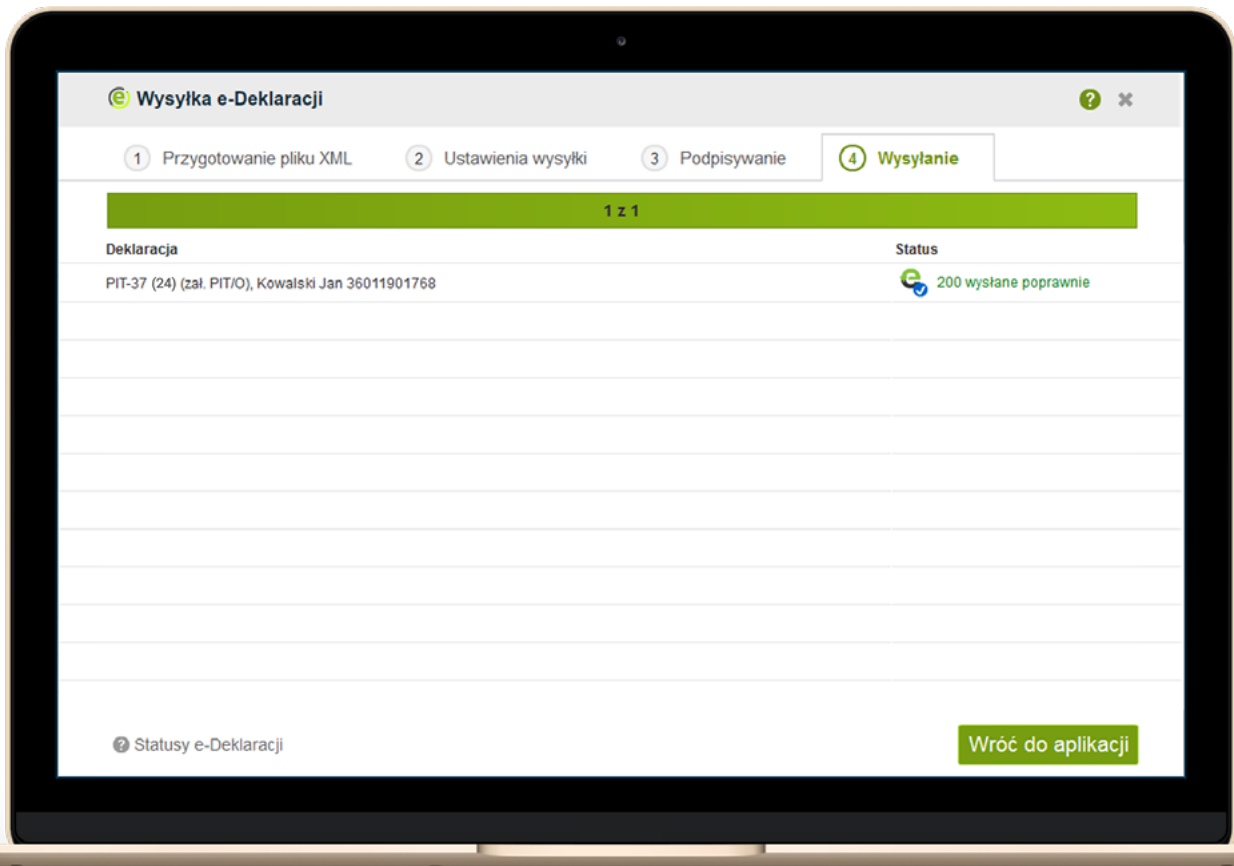 Wysyłka e-Deklaracji
1 Przygotowanie pliku XML 2 Ustawienia wysyłki 3 Podpisywanie 4 Wysyłanie
1 z 1
Deklaracja Status
PIT-37 (24) (zał. PIT/O), Kowalski Jan 36011901768 200 wysłane poprawnie
Statusy e-Deklaracji Wróć do aplikacji